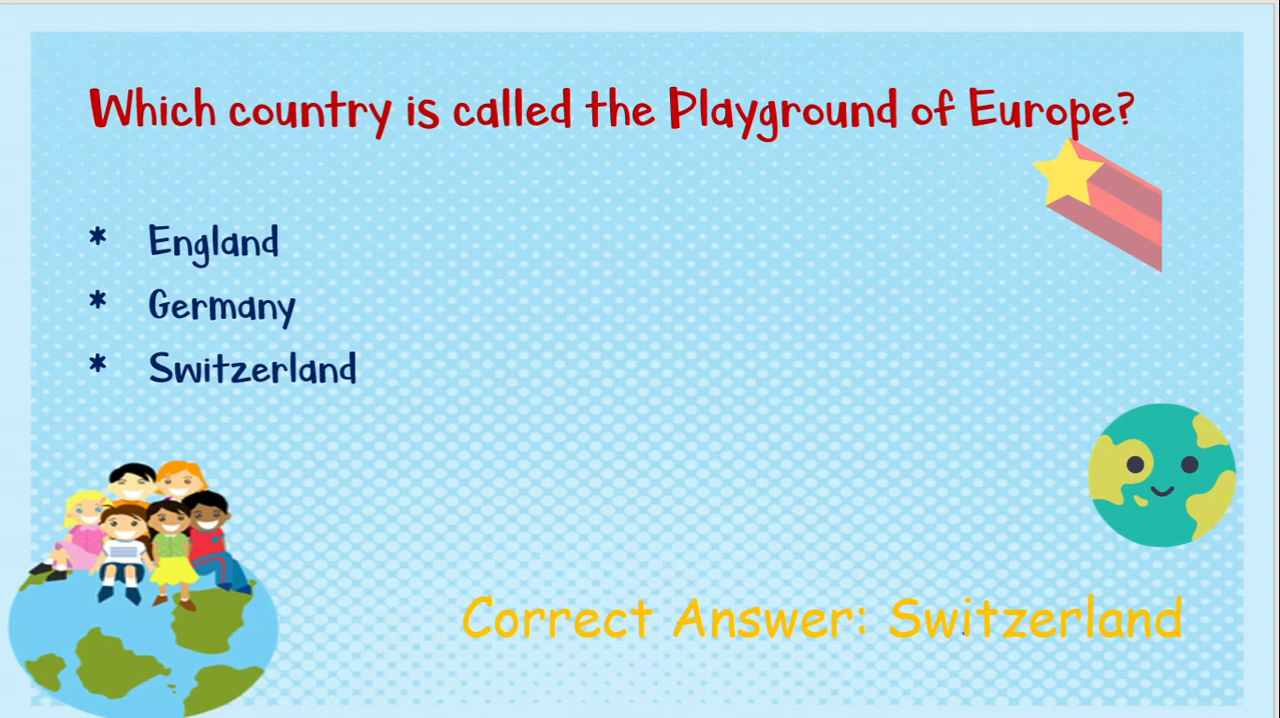 Which country is called the Playground of Europe?
* England
* Germany
* Switzerland
Correct Answer: Switzerland